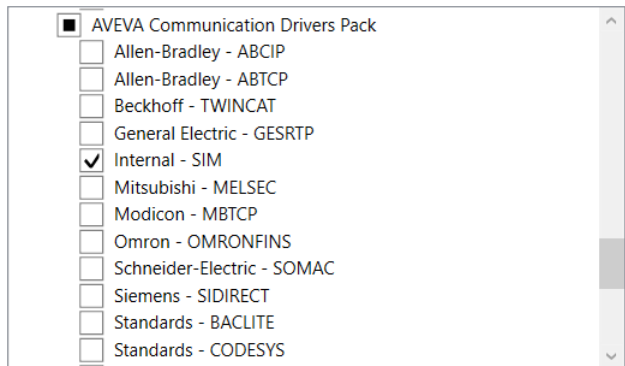 AVEVA Communication Drivers Pack
Allen-Bradley - ABCIP
Allen-Bradley - ABTCP
Beckhoff - TWINCAT
General Electric - GESRTP
Internal - SIM
Mitsubishi - MELSEC
Modicon - MBTCP
Omron - OMRONFINS
Schneider-Electric - SOMAC
Siemens - SIDIRECT
Standards - BACLITE
Standards - CODESYS